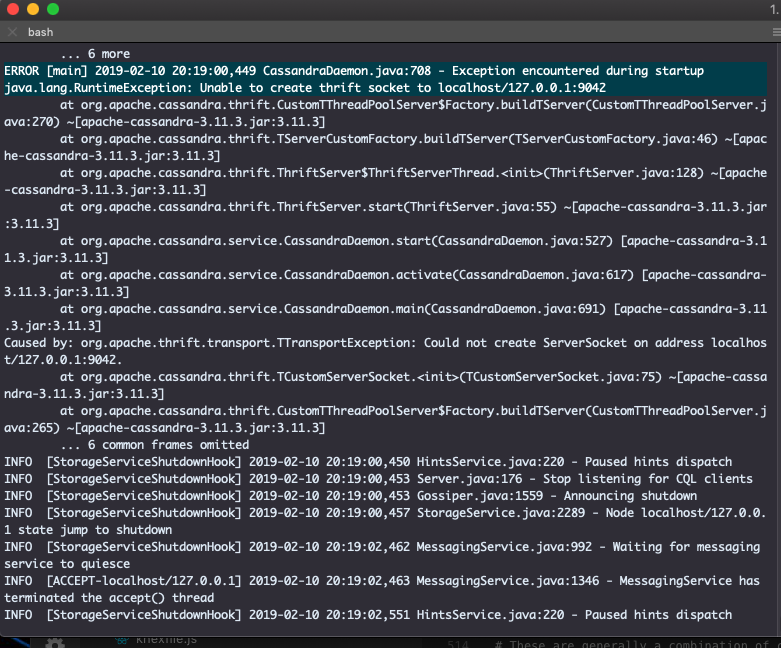 1.
bash
... 6 more
ERROR [main] 2019-02-10 20:19:00,449 CassandraDaemon.java:708 - Exception encountered during startup
java.lang.RuntimeException: Unable to create thrift socket to localhost/127.0.0.1:9042
at org.apache.cassandra.thrift.CustomTThreadPoolServer$Factory.buildTServer(CustomTThreadPoolServer.j
ava:270) ~[apache-cassandra-3.11.3.jar:3.11.3]
at org.apache.cassandra.thrift.TServerCustomFactory.buildTServer(TServerCustomFactory.java:46) ~[apac
he-cassandra-3.11.3.jar:3.11.3]
at org.apache.cassandra.thrift.ThriftServer$ThriftServerThread.<init>(ThriftServer.java:128) ~[apache
-cassandra-3.11.3.jar:3.11.3]
at org.apache.cassandra.thrift.ThriftServer.start(ThriftServer.java:55) ~[apache-cassandra-3.11.3.jar
:3.11.3]
at org.apache.cassandra.service.CassandraDaemon.start(CassandraDaemon.java:527) [apache-cassandra-3.1
1.3.jar:3.11.3]
at org.apache.cassandra.service.CassandraDaemon.activate(CassandraDaemon.java:617) [apache-cassandra-
3.11.3.jar:3.11.3]
at org.apache.cassandra.service.CassandraDaemon.main(CassandraDaemon.java:691) [apache-cassandra-3.11
.3.jar:3.11.3]
Caused by: org.apache.thrift.transport.TTransportException: Could not create ServerSocket on address localhos
t/127.0.0.1:9042.
at org.apache.cassandra.thrift.TCustomServerSocket.<init>(TCustomServerSocket.java:75) ~[apache-cassa
ndra-3.11.3.jar:3.11.3]
at org.apache.cassandra.thrift.CustomTThreadPoolServer$Factory.buildTServer(CustomTThreadPoolServer.j
ava:265) ~[apache-cassandra-3.11.3.jar:3.11.3]
... 6 common frames omitted
INFO  [StorageServiceShutdownHook] 2019-02-10 20:19:00,450 HintsService.java:220 - Paused hints dispatch
INFO  [StorageServiceShutdownHook] 2019-02-10 20:19:00,453 Server.java:176 - Stop listening for CQL clients
INFO  [StorageServiceShutdownHook] 2019-02-10 20:19:00,453 Gossiper.java:1559 - Announcing shutdown
INFO  [StorageServiceShutdownHook] 2019-02-10 20:19:00,457 StorageService.java:2289 - Node localhost/127.0.0.
1 state jump to shutdown
INFO  [StorageServiceShutdownHook] 2019-02-10 20:19:02,462 MessagingService.java:992 - Waiting for messaging
service to quiesce
INFO  [ACCEPT-localhost/127.0.0.1] 2019-02-10 20:19:02,463 MessagingService.java:1346 - MessagingService has
terminated the accept() thread
INFO  [StorageServiceShutdownHook] 2019-02-10 20:19:02,551 HintsService.java:220 - Paused hints dispatch
knexfile.js
514 # These are generally a combination of